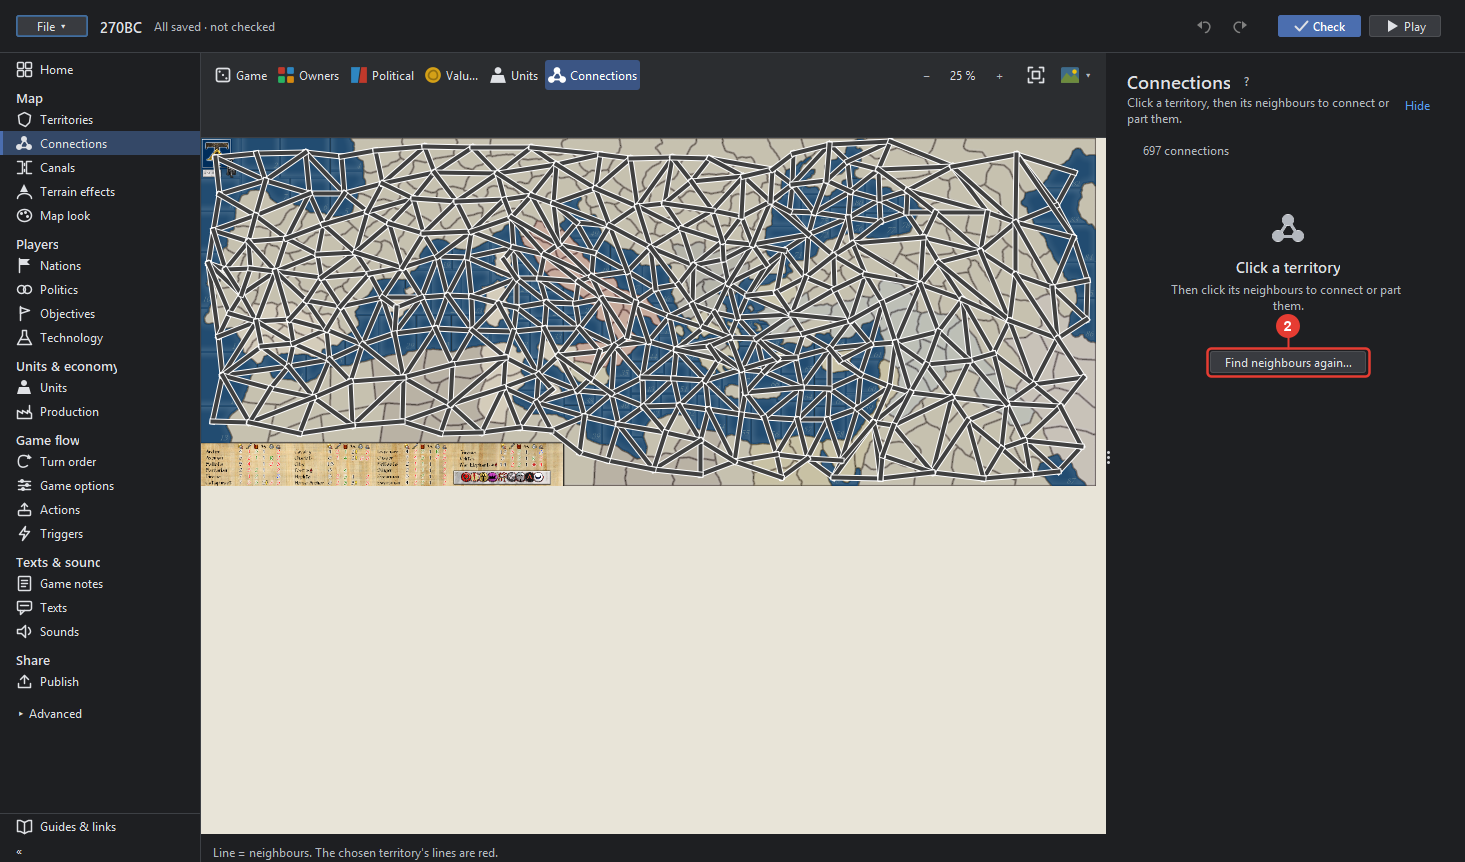 File
270BC
All saved · not checked
Check
Play
Home
Map
Territories
Connections
Canals
Terrain effects
Map look
Players
Nations
Politics
Objectives
Technology
Units & economy
Units
Production
Game flow
Turn order
Game options
Actions
Triggers
Texts & sound
Game notes
Texts
Sounds
Share
Publish
Advanced
Guides & links
«
Game
Owners
Political
Valu...
Units
Connections
− 25 % +
Connections ?
Click a territory, then its neighbours to connect or
part them.
Hide
697 connections
Click a territory
Then click its neighbours to connect or part
them.
2
Find neighbours again...
Line = neighbours. The chosen territory's lines are red.